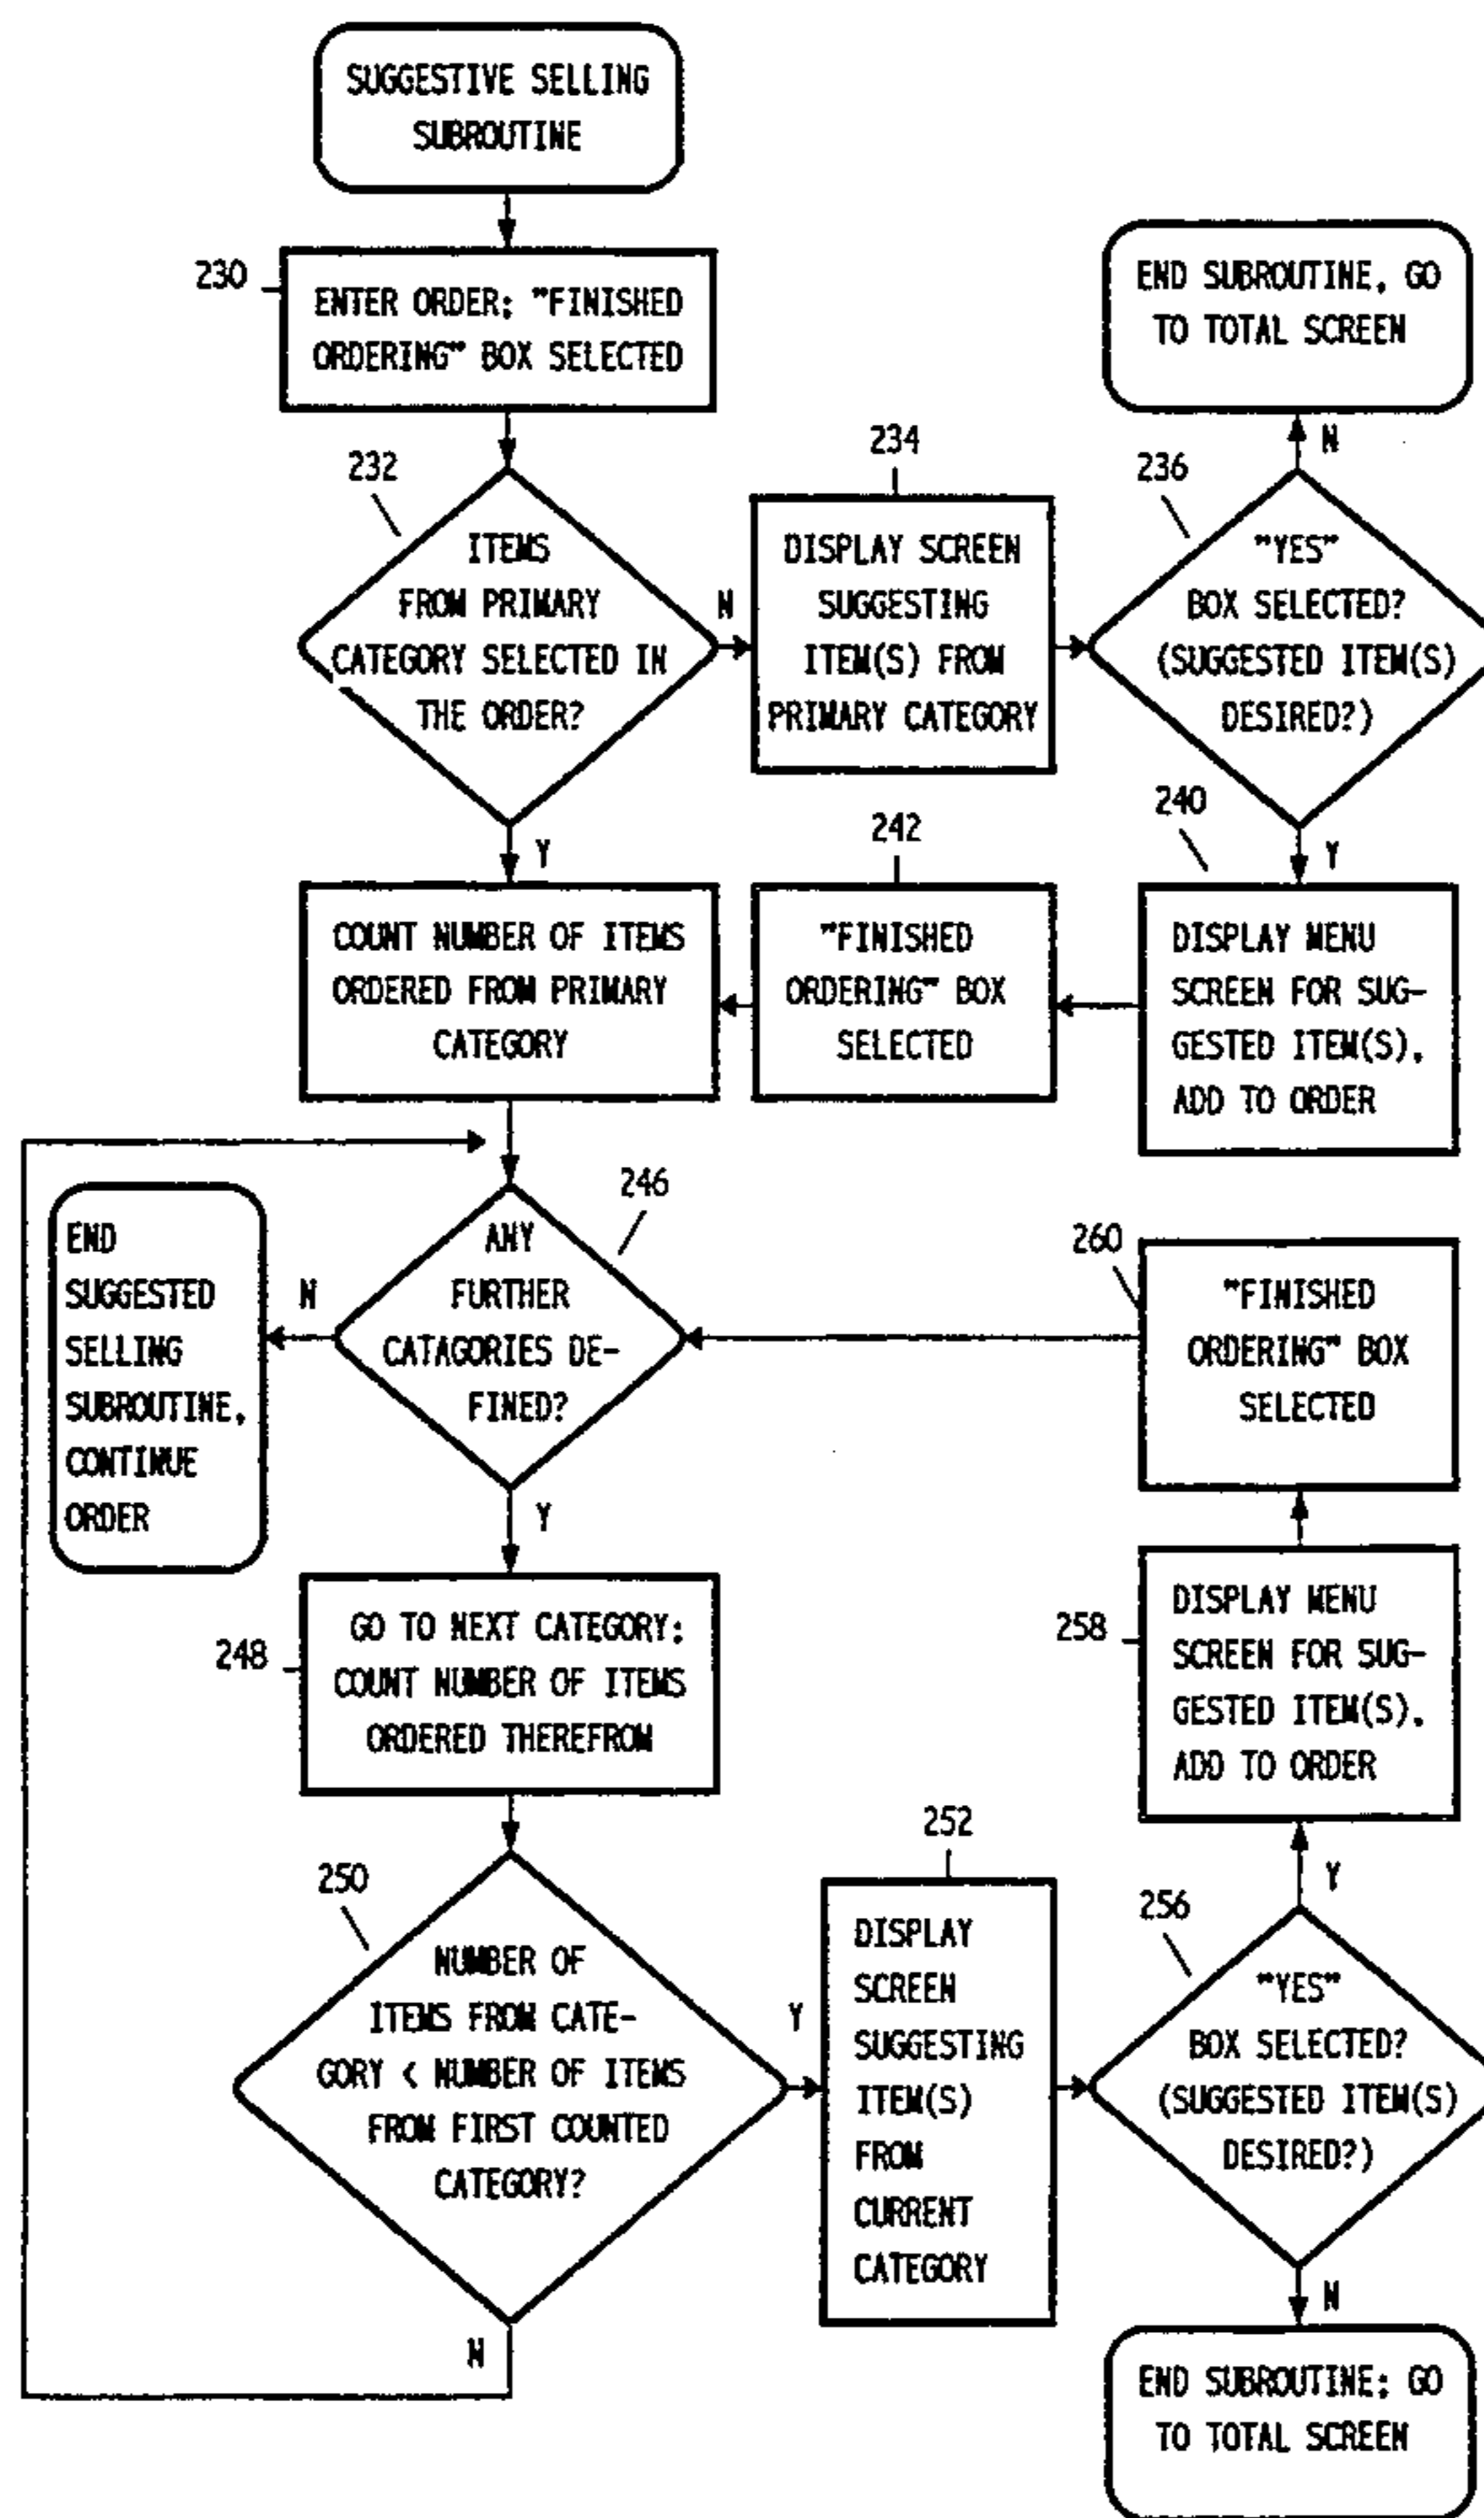 SUGGESTIVE SELLING
SUBROUTINE
230
ENTER ORDER; "FINISHED
ORDERING" BOX SELECTED
END SUBROUTINE, GO
TO TOTAL SCREEN
232
ITEMS
FROM PRIMARY
CATEGORY SELECTED IN
THE ORDER?
N
234
DISPLAY SCREEN
SUGGESTING
ITEM(S) FROM
PRIMARY CATEGORY
N
236
"YES"
BOX SELECTED?
(SUGGESTED ITEM(S)
DESIRED?)
Y
COUNT NUMBER OF ITEMS
ORDERED FROM PRIMARY
CATEGORY
242
"FINISHED
ORDERING" BOX
SELECTED
240
Y
DISPLAY MENU
SCREEN FOR SUG-
GESTED ITEM(S),
ADD TO ORDER
END
SUGGESTED
SELLING
SUBROUTINE,
CONTINUE
ORDER
N
246
ANY
FURTHER
CATAGORIES DE-
FINED?
Y
260
"FINISHED
ORDERING" BOX
SELECTED
248
GO TO NEXT CATEGORY;
COUNT NUMBER OF ITEMS
ORDERED THEREFROM
258
DISPLAY MENU
SCREEN FOR SUG-
GESTED ITEM(S),
ADD TO ORDER
250
NUMBER OF
ITEMS FROM CATE-
GORY < NUMBER OF ITEMS
FROM FIRST COUNTED
CATEGORY?
Y
N
252
DISPLAY
SCREEN
SUGGESTING
ITEM(S)
FROM
CURRENT
CATEGORY
Y
256
"YES"
BOX SELECTED?
(SUGGESTED ITEM(S)
DESIRED?)
N
END SUBROUTINE; GO
TO TOTAL SCREEN